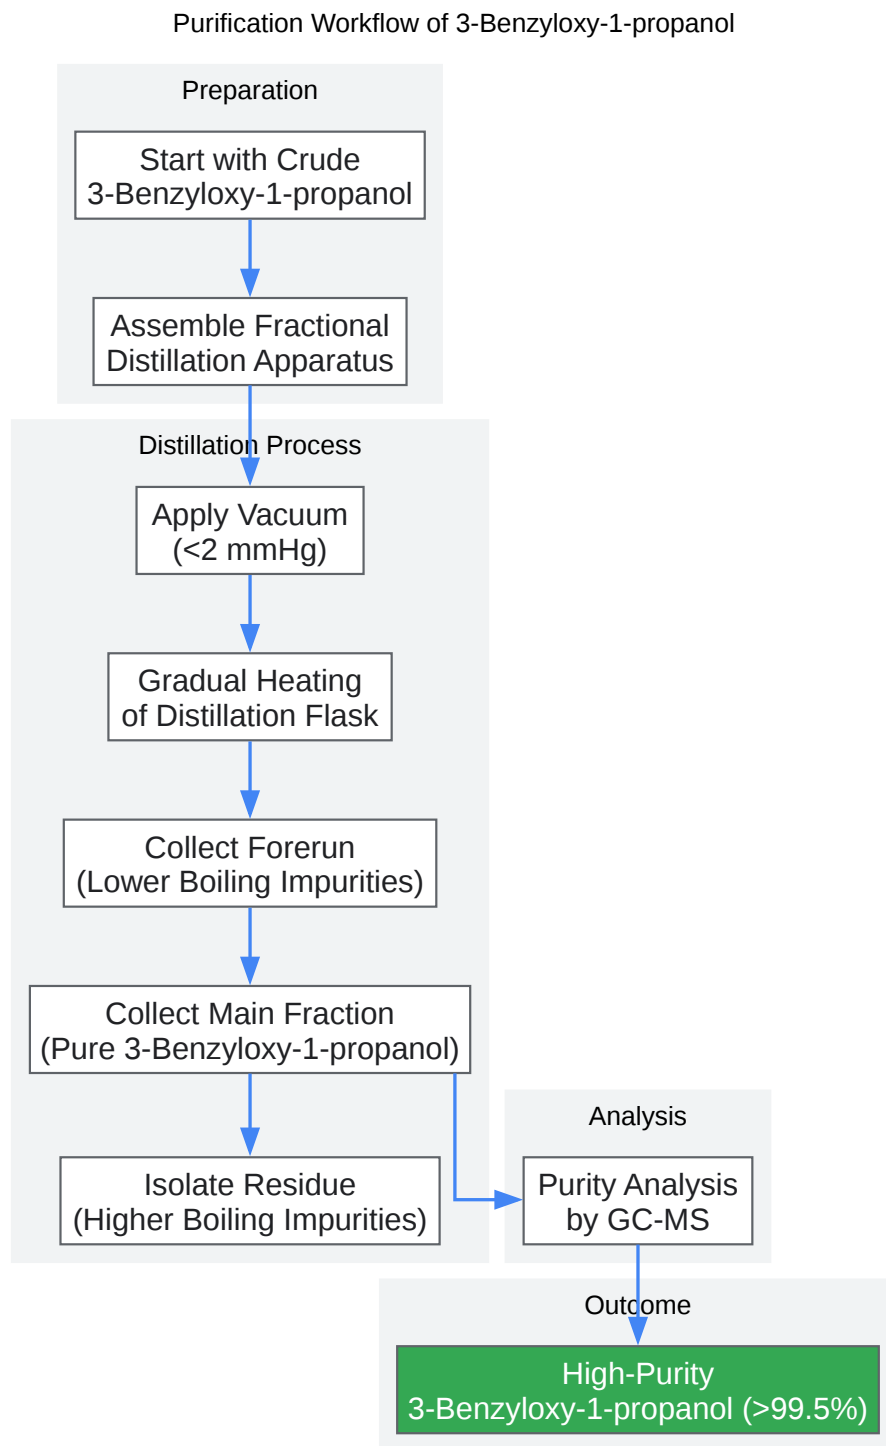 Purification Workflow of 3-Benzyloxy-1-propanol
Preparation
Start with Crude
3-Benzyloxy-1-propanol
Assemble Fractional
Distillation Apparatus
Distillation Process
Apply Vacuum
(<2 mmHg)
Gradual Heating
of Distillation Flask
Collect Forerun
(Lower Boiling Impurities)
Collect Main Fraction
(Pure 3-Benzyloxy-1-propanol)
Isolate Residue
(Higher Boiling Impurities)
Analysis
Purity Analysis
by GC-MS
Outcome
High-Purity
3-Benzyloxy-1-propanol (>99.5%)